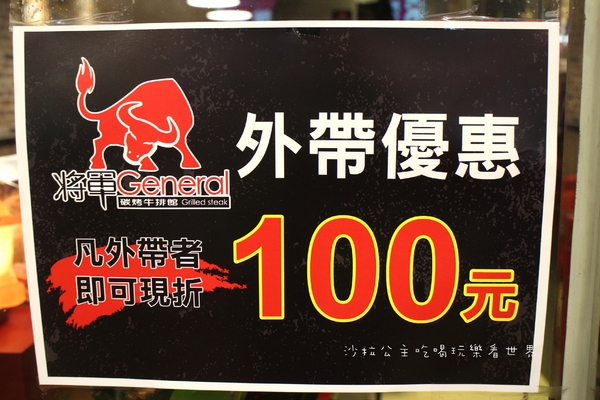 外帶優惠
將軍General
碳烤牛排館 Grilled steak
凡外帶者
即可現折
100元
沙拉公主吃喝玩樂看世界